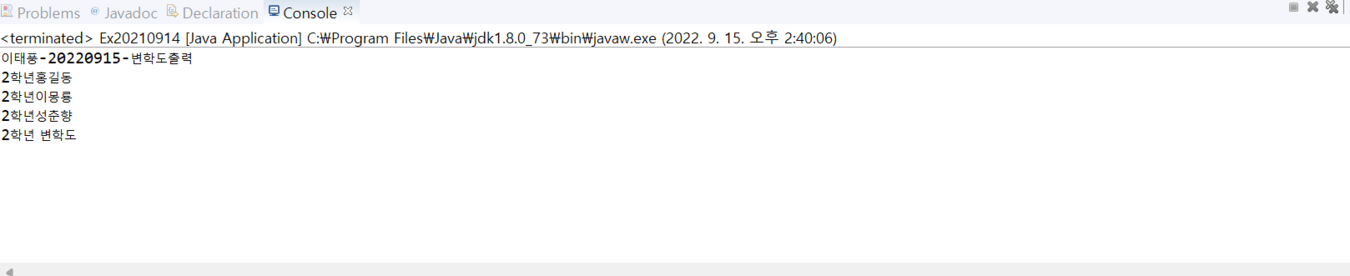 Problems Javadoc Declaration Console
<terminated> Ex20210914 [Java Application] C:₩Program Files₩Java₩jdk1.8.0_73₩bin₩javaw.exe (2022. 9. 15. 오후 2:40:06)
이태풍-20220915-변학도출력
2학년홍길동
2학년이몽룡
2학년성춘향
2학년 변학도